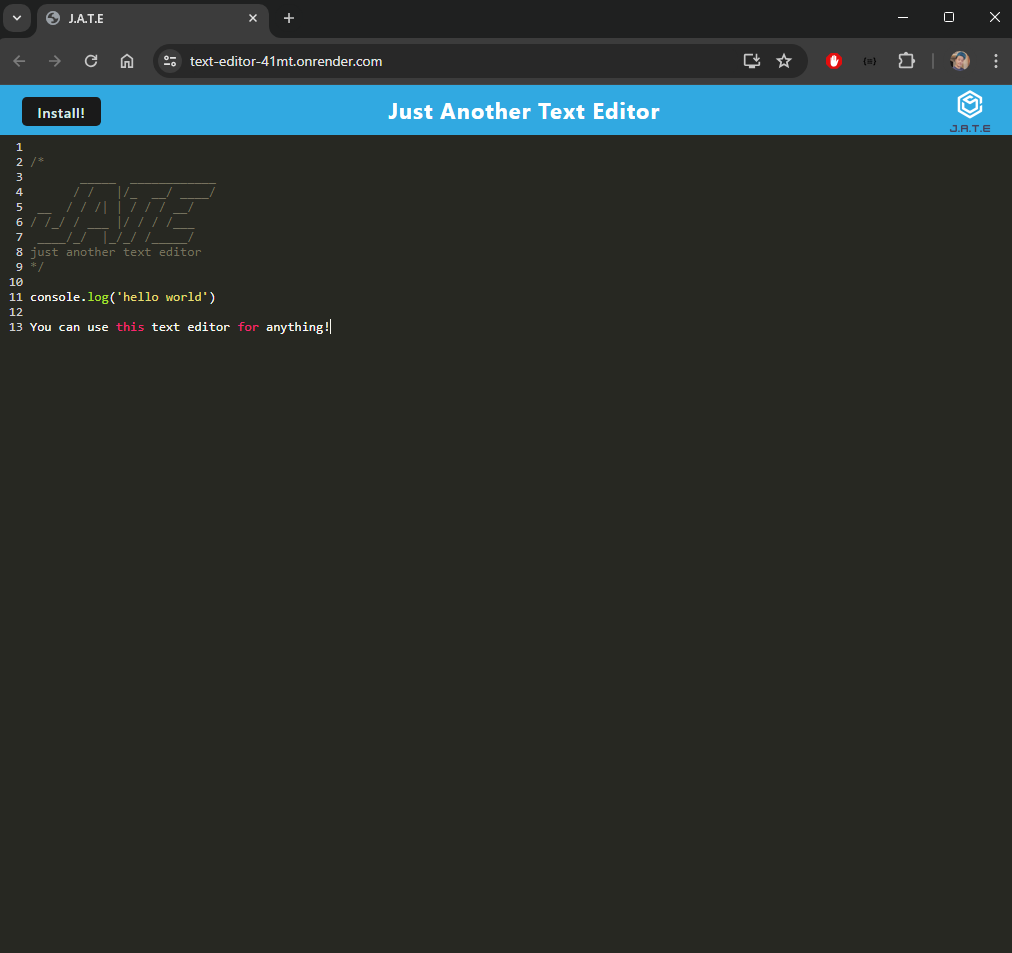 J.A.T.E
text-editor-41mt.onrender.com
Install!
Just Another Text Editor
J.A.T.E
1
2 /*
3        _____  ____________
4       / /   |/_  __/ ____/
5  __  / / /| | / / / __/
6 / /_/ / ___ |/ / / /___
7  ____/_/  |_/_/ /_____/
8 just another text editor
9 */
10
11 console.log('hello world')
12
13 You can use this text editor for anything!